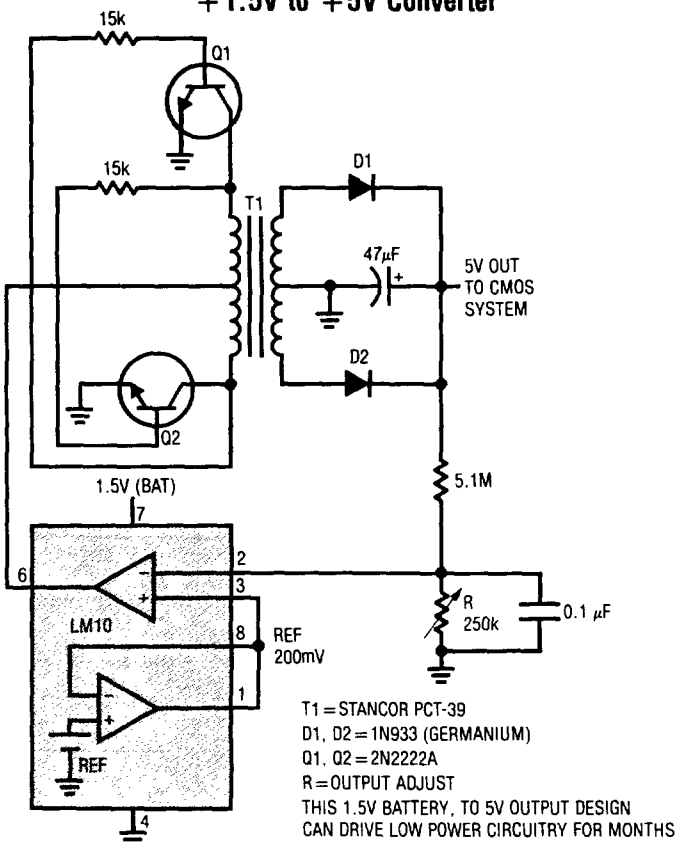 +1.5V to +5V Converter
15k
Q1
15k
T1
D1
47µF
+
5V OUT
TO CMOS
SYSTEM
D2
Q2
5.1M
1.5V (BAT)
7
6
2
−
3
+
LM10
8
REF
200mV
R
250k
0.1 µF
1
−
+
REF
4
T1=STANCOR PCT-39
D1, D2=1N933 (GERMANIUM)
Q1, Q2=2N2222A
R=OUTPUT ADJUST
THIS 1.5V BATTERY, TO 5V OUTPUT DESIGN
CAN DRIVE LOW POWER CIRCUITRY FOR MONTHS